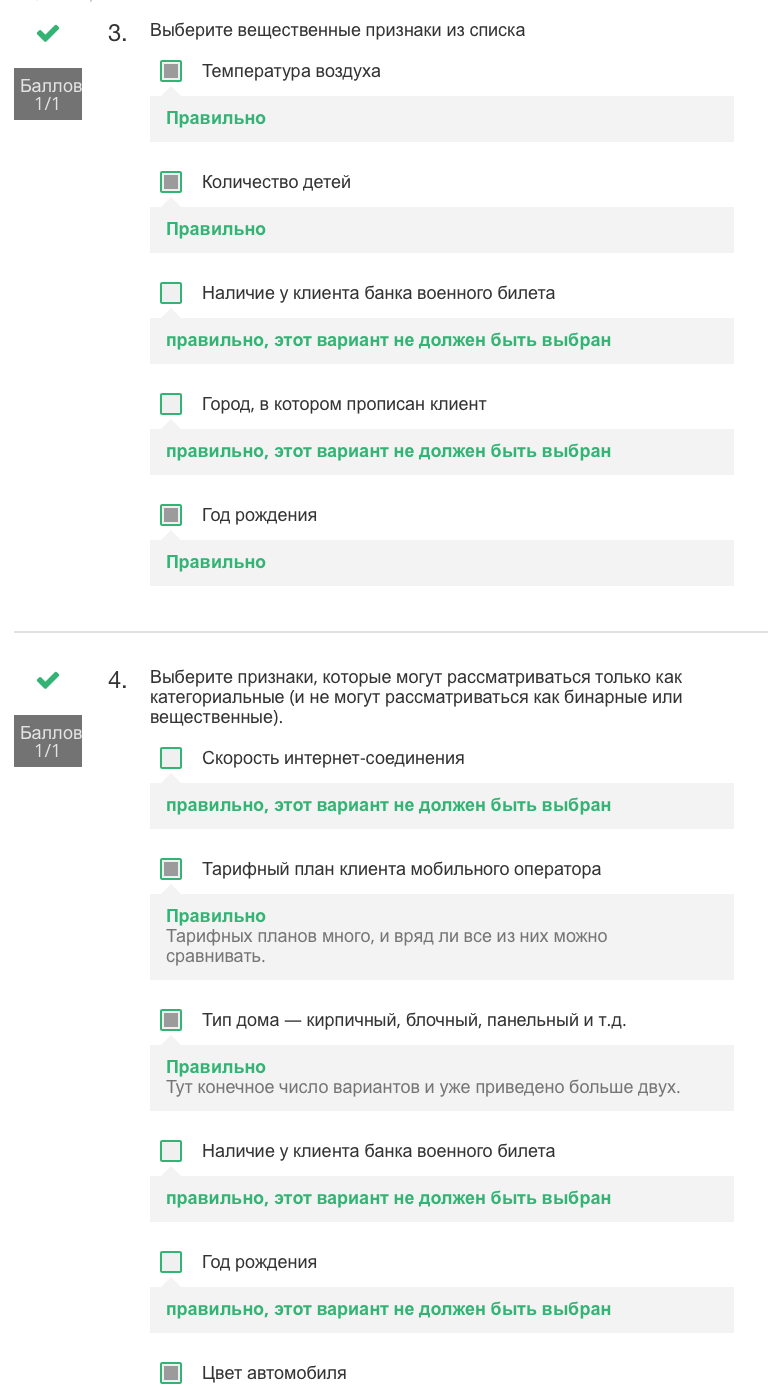 3. Выберите вещественные признаки из списка
Баллов
1/1
Температура воздуха
Правильно
Количество детей
Правильно
Наличие у клиента банка военного билета
правильно, этот вариант не должен быть выбран
Город, в котором прописан клиент
правильно, этот вариант не должен быть выбран
Год рождения
Правильно
4. Выберите признаки, которые могут рассматриваться только как
категориальные (и не могут рассматриваться как бинарные или
вещественные).
Баллов
1/1
Скорость интернет-соединения
правильно, этот вариант не должен быть выбран
Тарифный план клиента мобильного оператора
Правильно
Тарифных планов много, и вряд ли все из них можно
сравнивать.
Тип дома — кирпичный, блочный, панельный и т.д.
Правильно
Тут конечное число вариантов и уже приведено больше двух.
Наличие у клиента банка военного билета
правильно, этот вариант не должен быть выбран
Год рождения
правильно, этот вариант не должен быть выбран
Цвет автомобиля